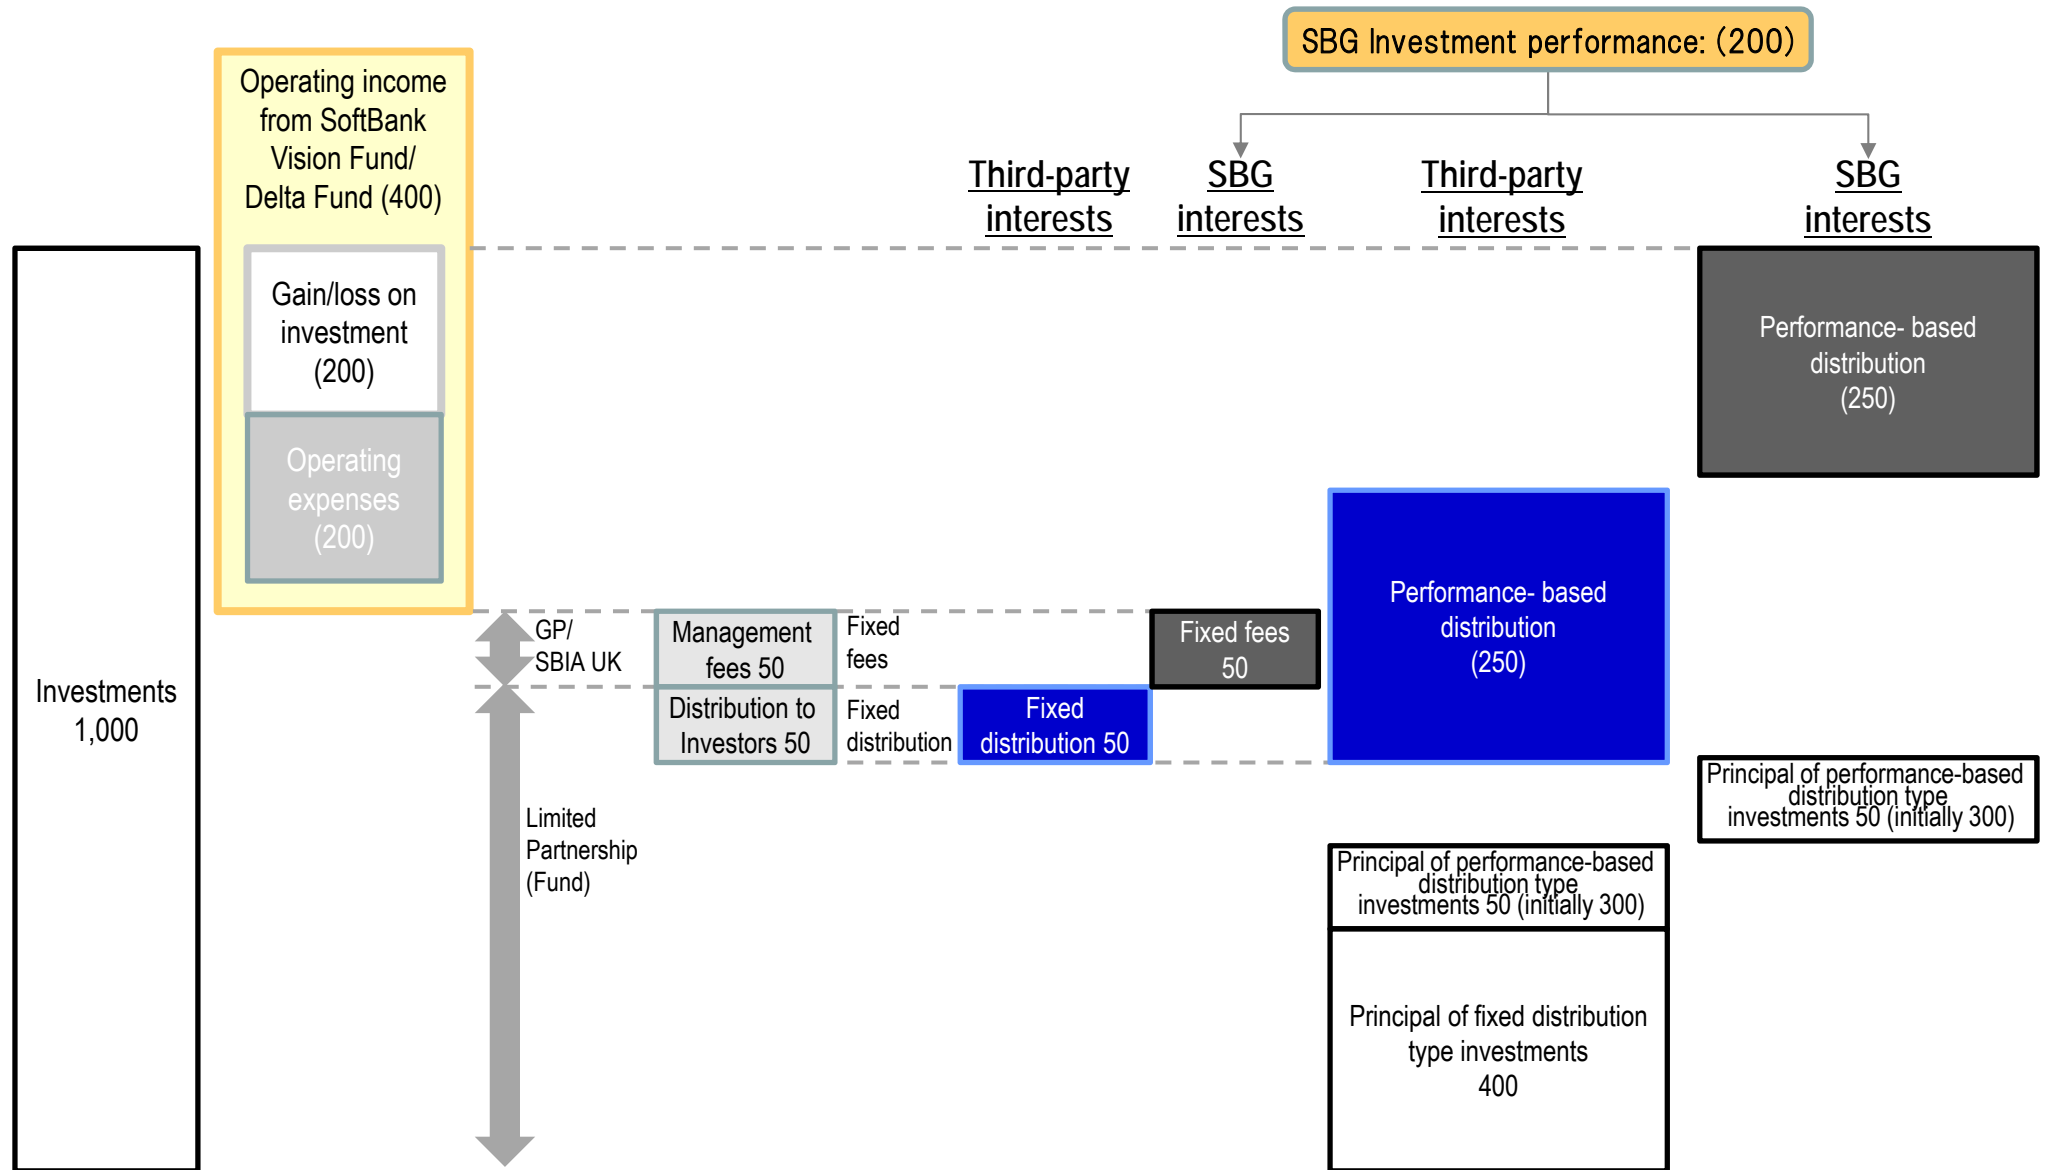 SBG Investment performance: (200)
Operating income
from SoftBank
Vision Fund/
Delta Fund (400)
Third-party
interests
SBG
interests
Third-party
interests
SBG
interests
Gain/loss on
investment
(200)
Operating
expenses
(200)
Performance- based
distribution
(250)
Investments
1,000
GP/
SBIA UK
Management
fees 50
Fixed
fees
Fixed fees
50
Performance- based
distribution
(250)
Distribution to
Investors 50
Fixed
distribution
Fixed
distribution 50
Limited
Partnership
(Fund)
Principal of performance-based
distribution type
investments 50 (initially 300)
Principal of performance-based
distribution type
investments 50 (initially 300)
Principal of fixed distribution
type investments
400